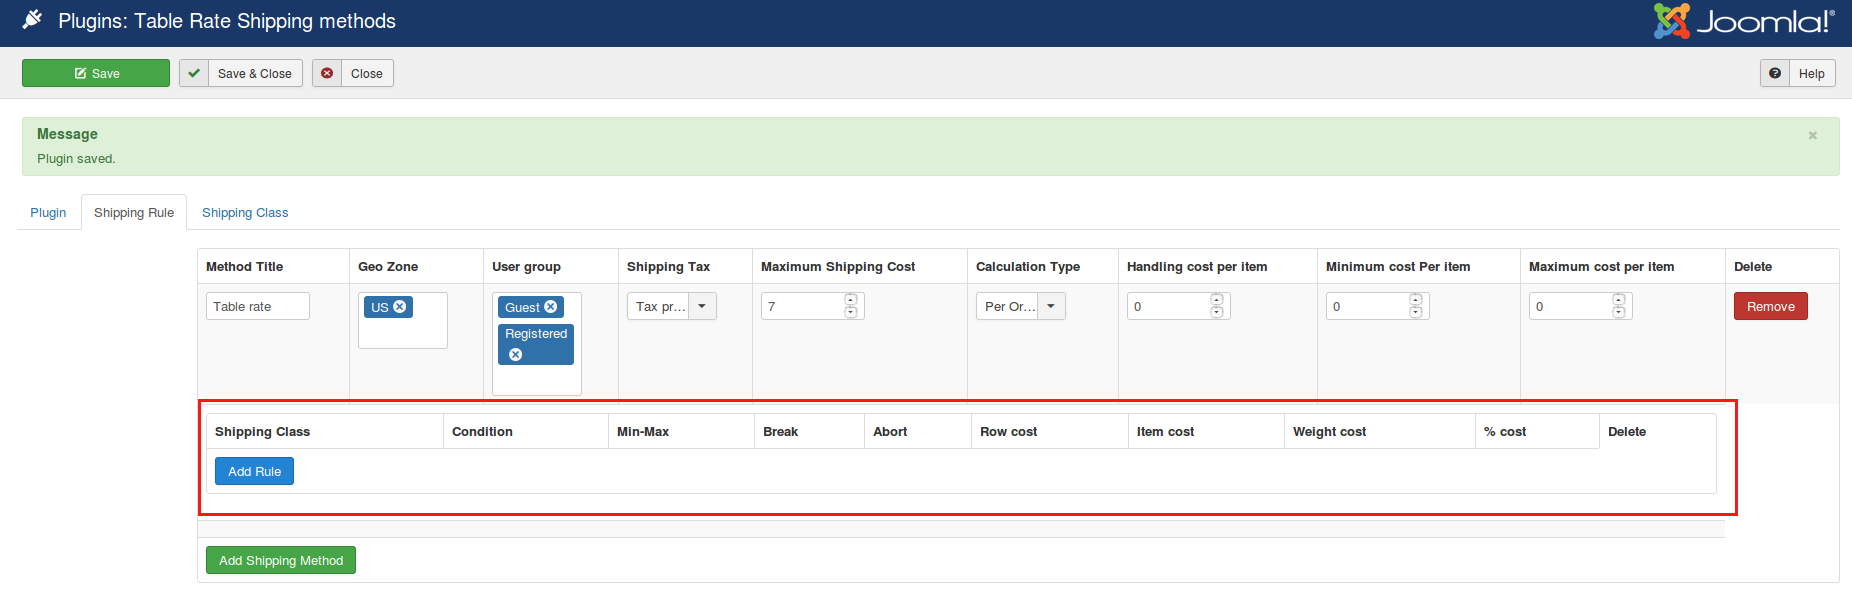 Plugins: Table Rate Shipping methods
Joomla!®
Save
Save & Close
Close
Help
Message
×
Plugin saved.
Plugin
Shipping Rule
Shipping Class
Method Title
Geo Zone
User group
Shipping Tax
Maximum Shipping Cost
Calculation Type
Handling cost per item
Minimum cost Per item
Maximum cost per item
Delete
Table rate
US
Guest
Registered
Tax pr...
7
Per Or...
0
0
0
Remove
Shipping Class
Condition
Min-Max
Break
Abort
Row cost
Item cost
Weight cost
% cost
Delete
Add Rule
Add Shipping Method